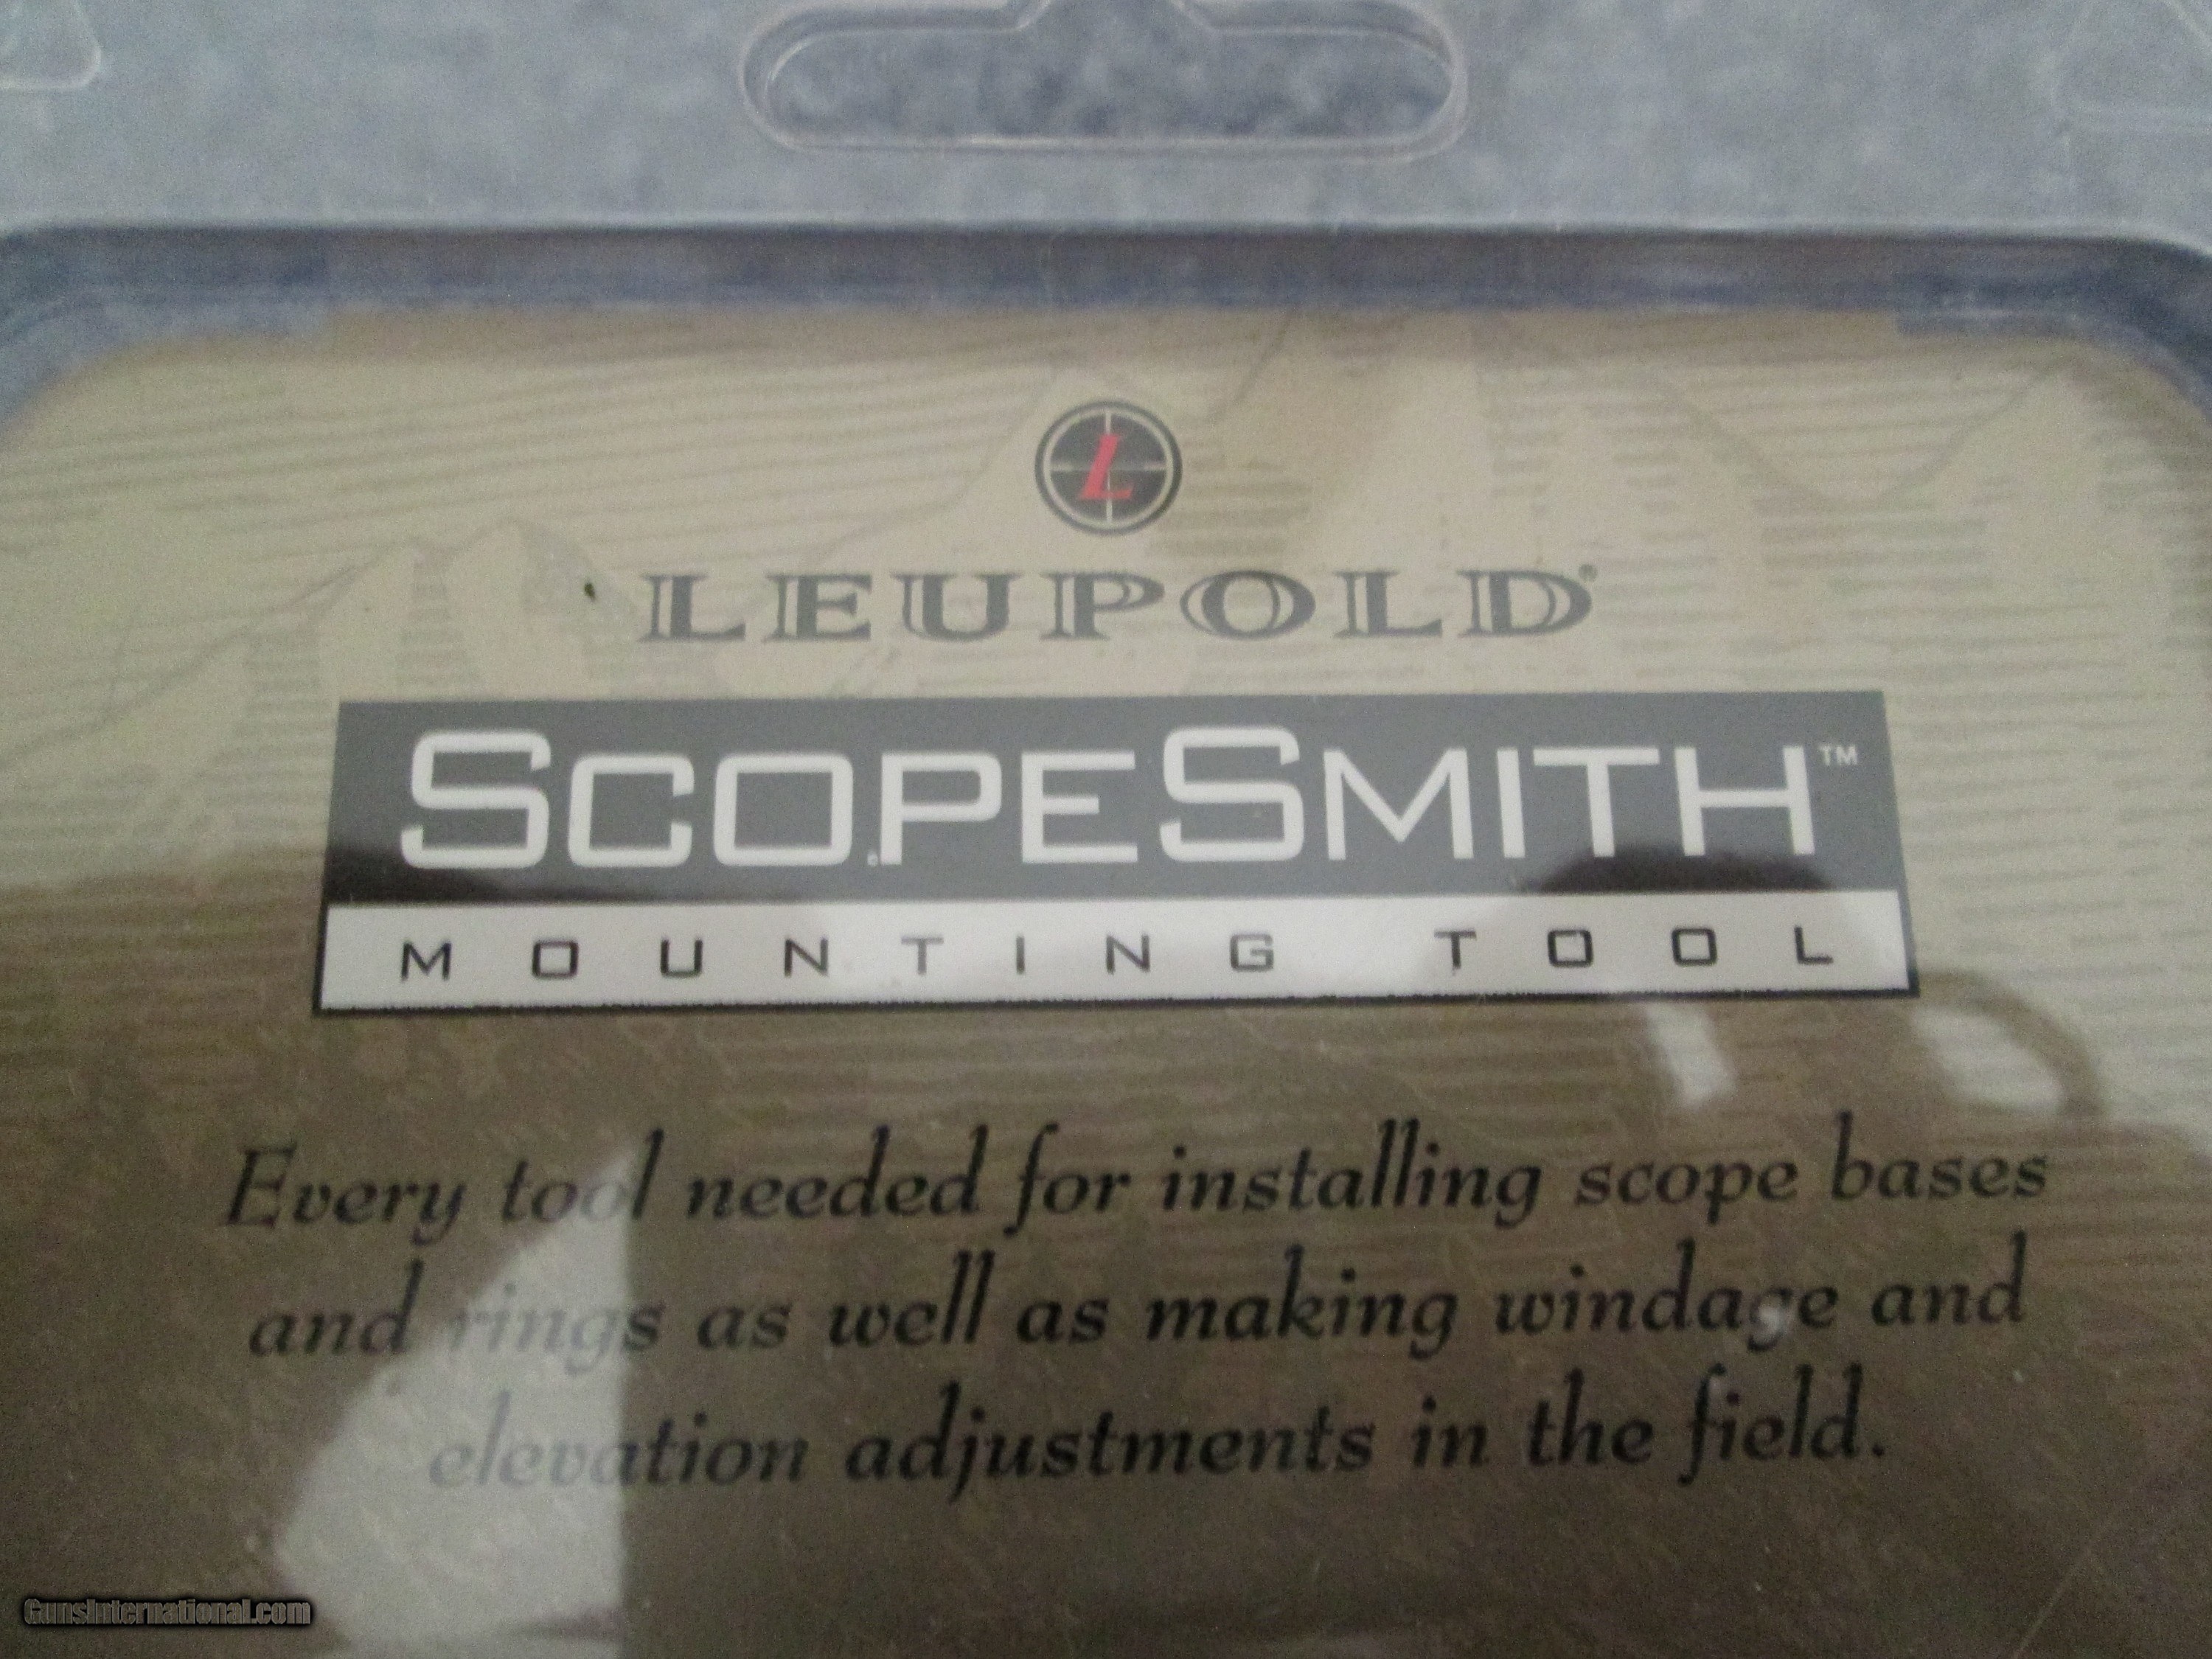 L
LEUPOLD®
SCOPESMITH™
MOUNTING TOOL
Every tool needed for installing scope bases
and rings as well as making windage and
elevation adjustments in the field.
GunsInternational.com